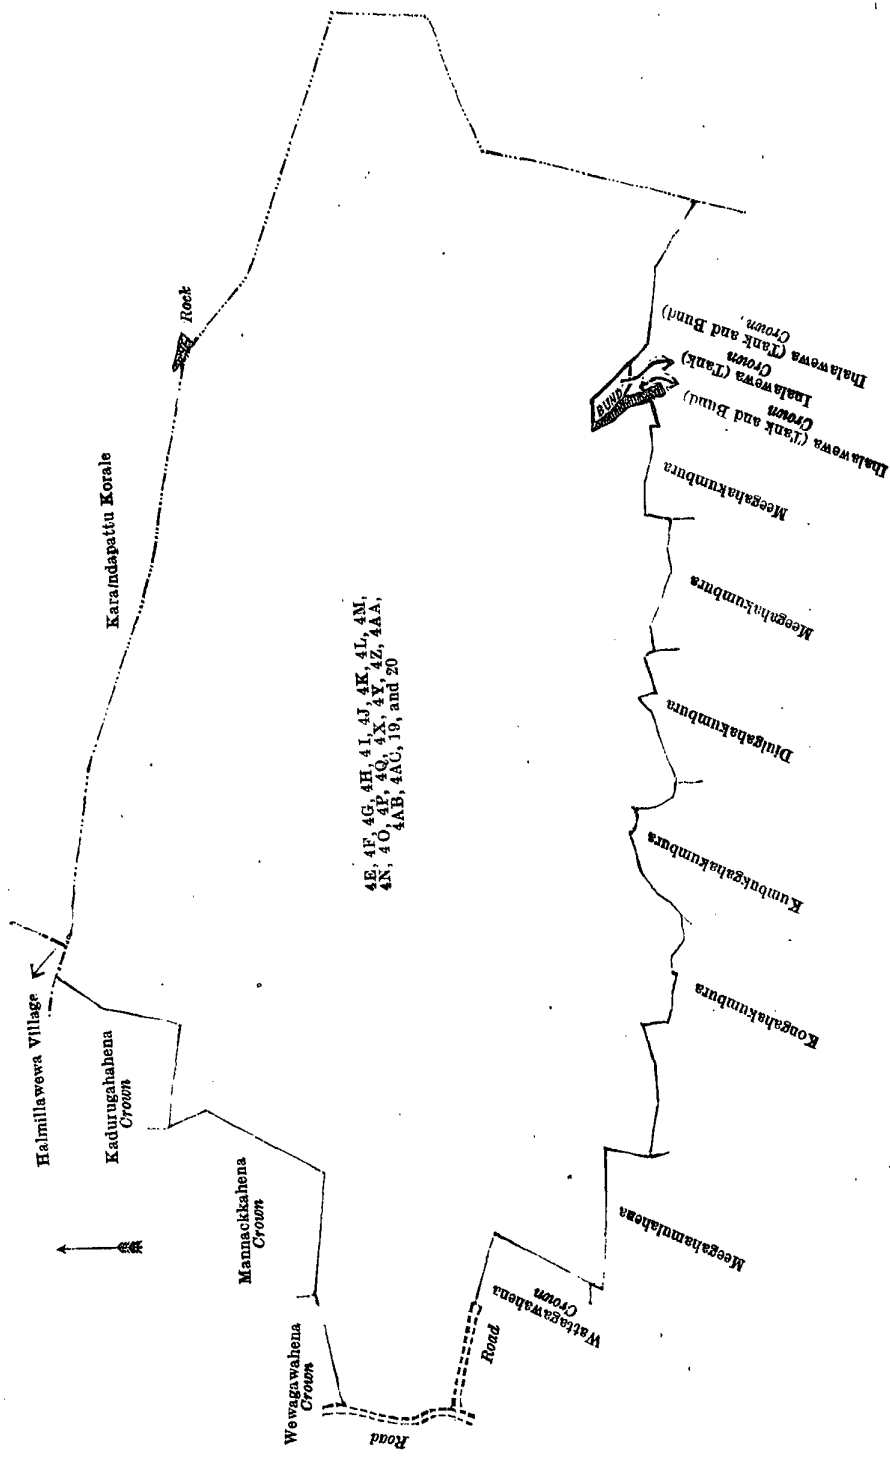 Halmillawewa Village
Kadurugahahena
Crown
Mannackkahena
Crown
Wewagawahena
Crown
Road
Road
Karandapattu Korale
Rock
4E, 4F, 4G, 4H, 4I, 4J, 4K, 4L, 4M,
4N, 4O, 4P, 4Q, 4X, 4Y, 4Z, 4AA,
4AB, 4AC, 19, and 20
BUND
Ihalawewa (Tank and Bund)
Crown
Inalawewa (Tank)
Crown
Ihalawewa (Tank and Bund)
Crown
Meegahakumbura
Meegahakumbura
Diulgahakumbura
Kumbukgahakumbura
Kongahakumbura
Meegahamulahena
Wattagawahena
Crown